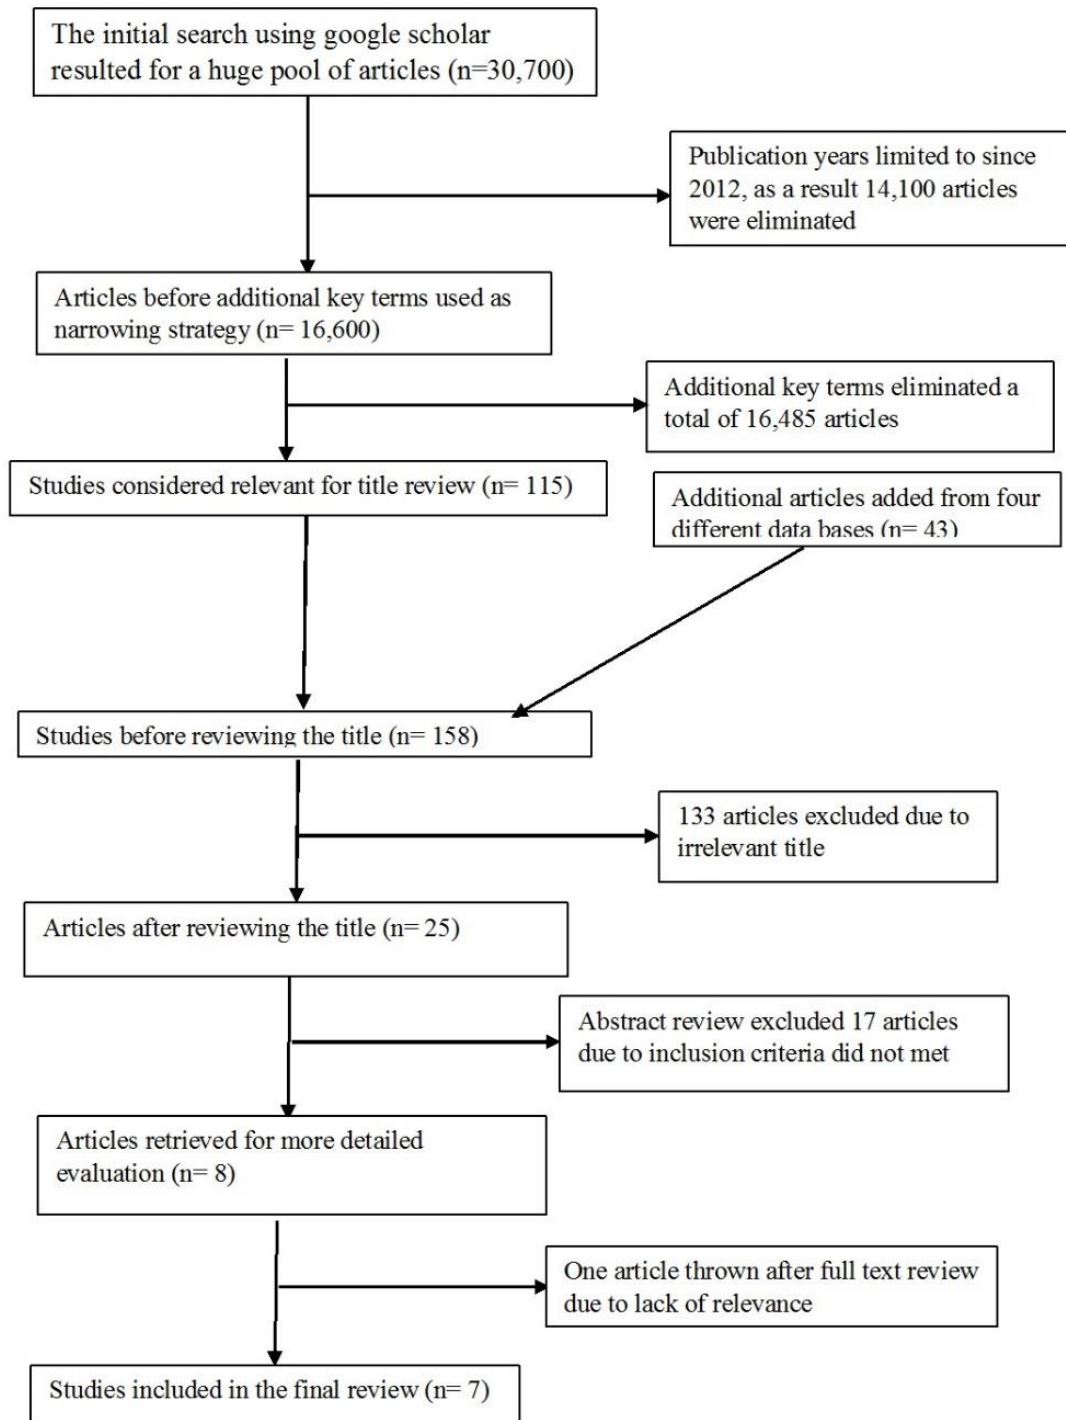 The initial search using google scholar
resulted for a huge pool of articles (n=30,700)
Publication years limited to since
2012, as a result 14,100 articles
were eliminated
Articles before additional key terms used as
narrowing strategy (n= 16,600)
Additional key terms eliminated a
total of 16,485 articles
Studies considered relevant for title review (n= 115)
Additional articles added from four
different data bases (n= 43)
Studies before reviewing the title (n= 158)
133 articles excluded due to
irrelevant title
Articles after reviewing the title (n= 25)
Abstract review excluded 17 articles
due to inclusion criteria did not met
Articles retrieved for more detailed
evaluation (n= 8)
One article thrown after full text review
due to lack of relevance
Studies included in the final review (n= 7)